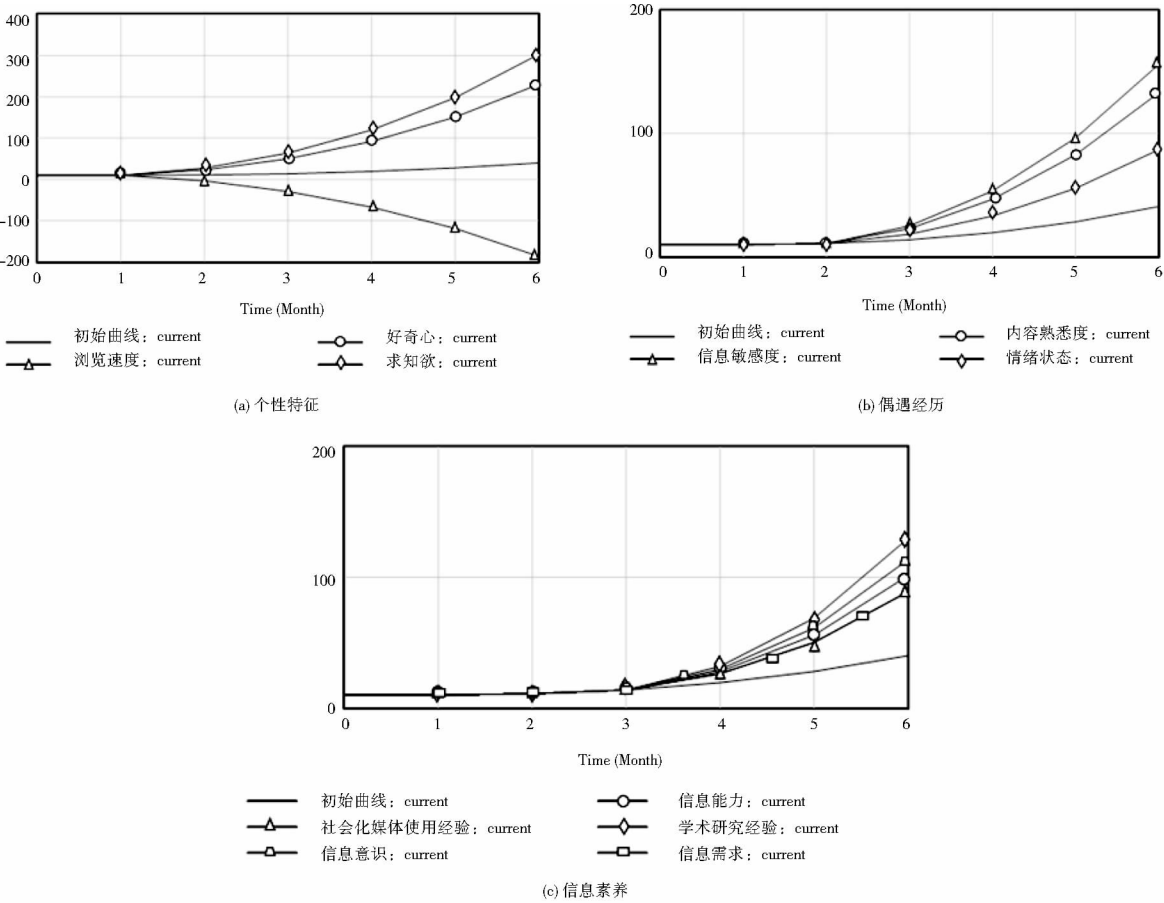 400
300
200
100
0
-100
-200
0 1 2 3 4 5 6
Time (Month)
初始曲线：current
好奇心：current
浏览速度：current
求知欲：current
(a) 个性特征
200
100
0
0 1 2 3 4 5 6
Time (Month)
初始曲线：current
内容熟悉度：current
信息敏感度：current
情绪状态：current
(b) 偶遇经历
200
100
0
0 1 2 3 4 5 6
Time (Month)
初始曲线：current
信息能力：current
社会化媒体使用经验：current
学术研究经验：current
信息意识：current
信息需求：current
(c) 信息素养